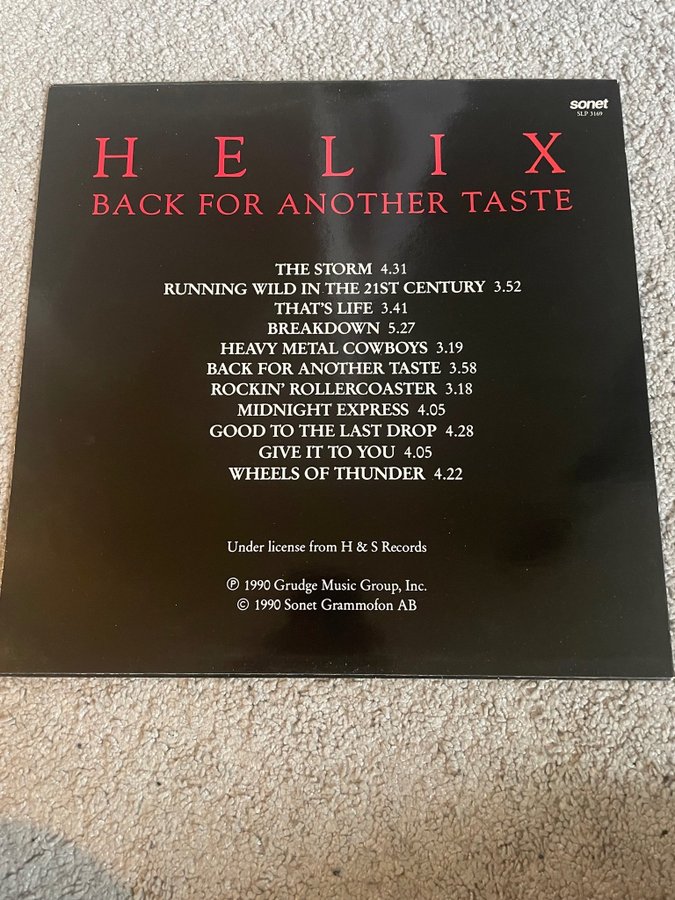 sonet
SLP 3169
HELIX
BACK FOR ANOTHER TASTE
THE STORM 4.31
RUNNING WILD IN THE 21ST CENTURY 3.52
THAT'S LIFE 3.41
BREAKDOWN 5.27
HEAVY METAL COWBOYS 3.19
BACK FOR ANOTHER TASTE 3.58
ROCKIN' ROLLERCOASTER 3.18
MIDNIGHT EXPRESS 4.05
GOOD TO THE LAST DROP 4.28
GIVE IT TO YOU 4.05
WHEELS OF THUNDER 4.22
Under license from H & S Records
℗ 1990 Grudge Music Group, Inc.
© 1990 Sonet Grammofon AB